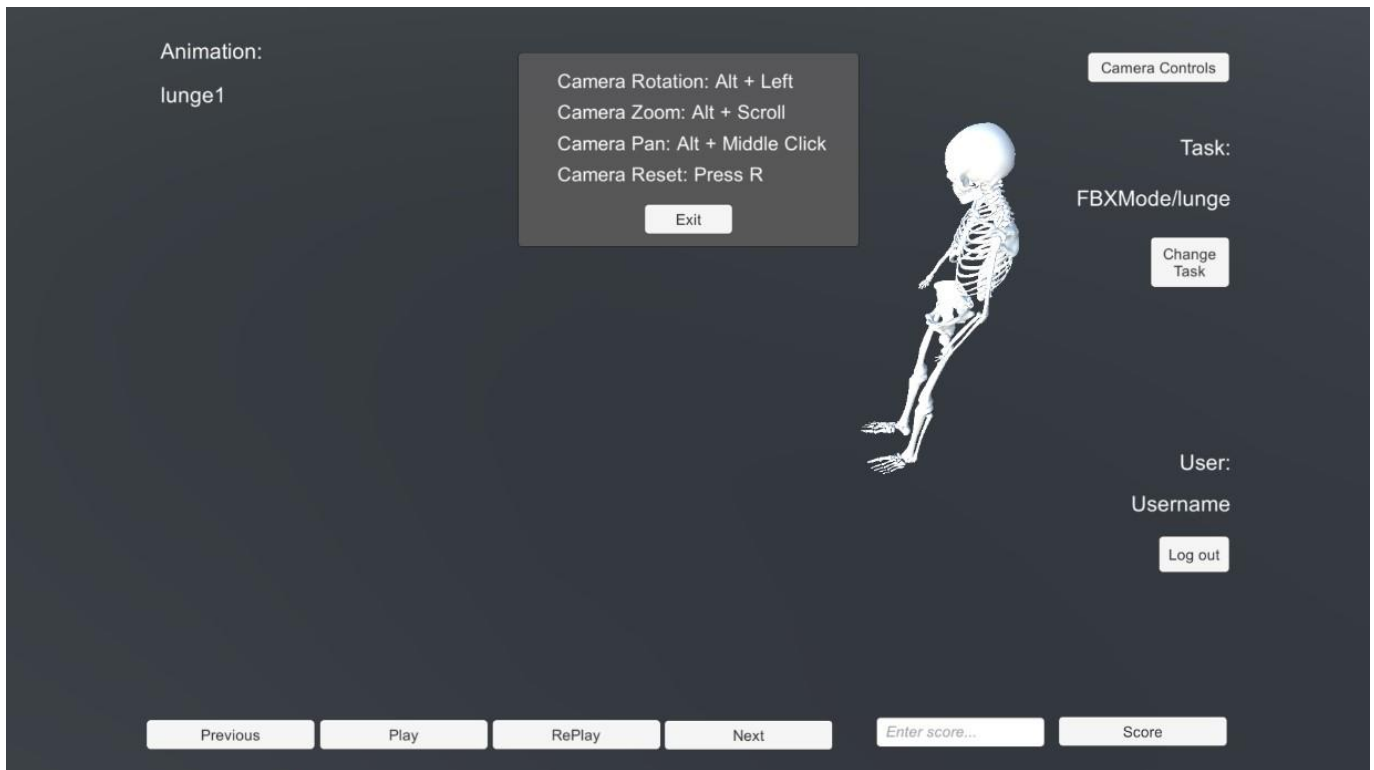 Animation:
lunge1
Camera Rotation: Alt + Left
Camera Zoom: Alt + Scroll
Camera Pan: Alt + Middle Click
Camera Reset: Press R
Exit
Camera Controls
Task:
FBXMode/lunge
Change
Task
User:
Username
Log out
Previous
Play
RePlay
Next
Enter score...
Score